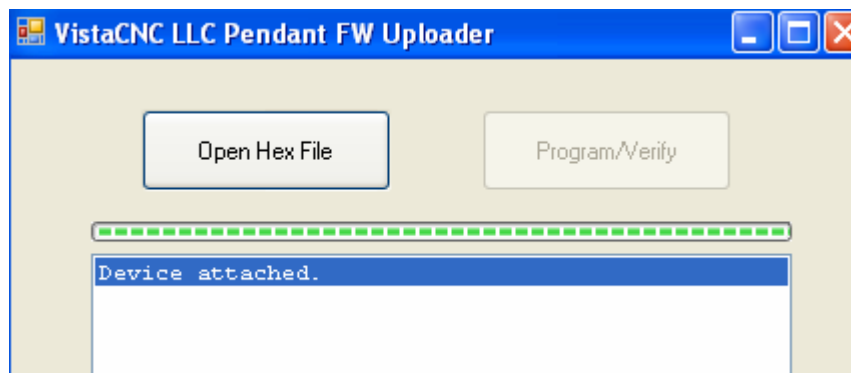 VistaCNC LLC Pendant FW Uploader
Open Hex File
Program/Verify
Device attached.